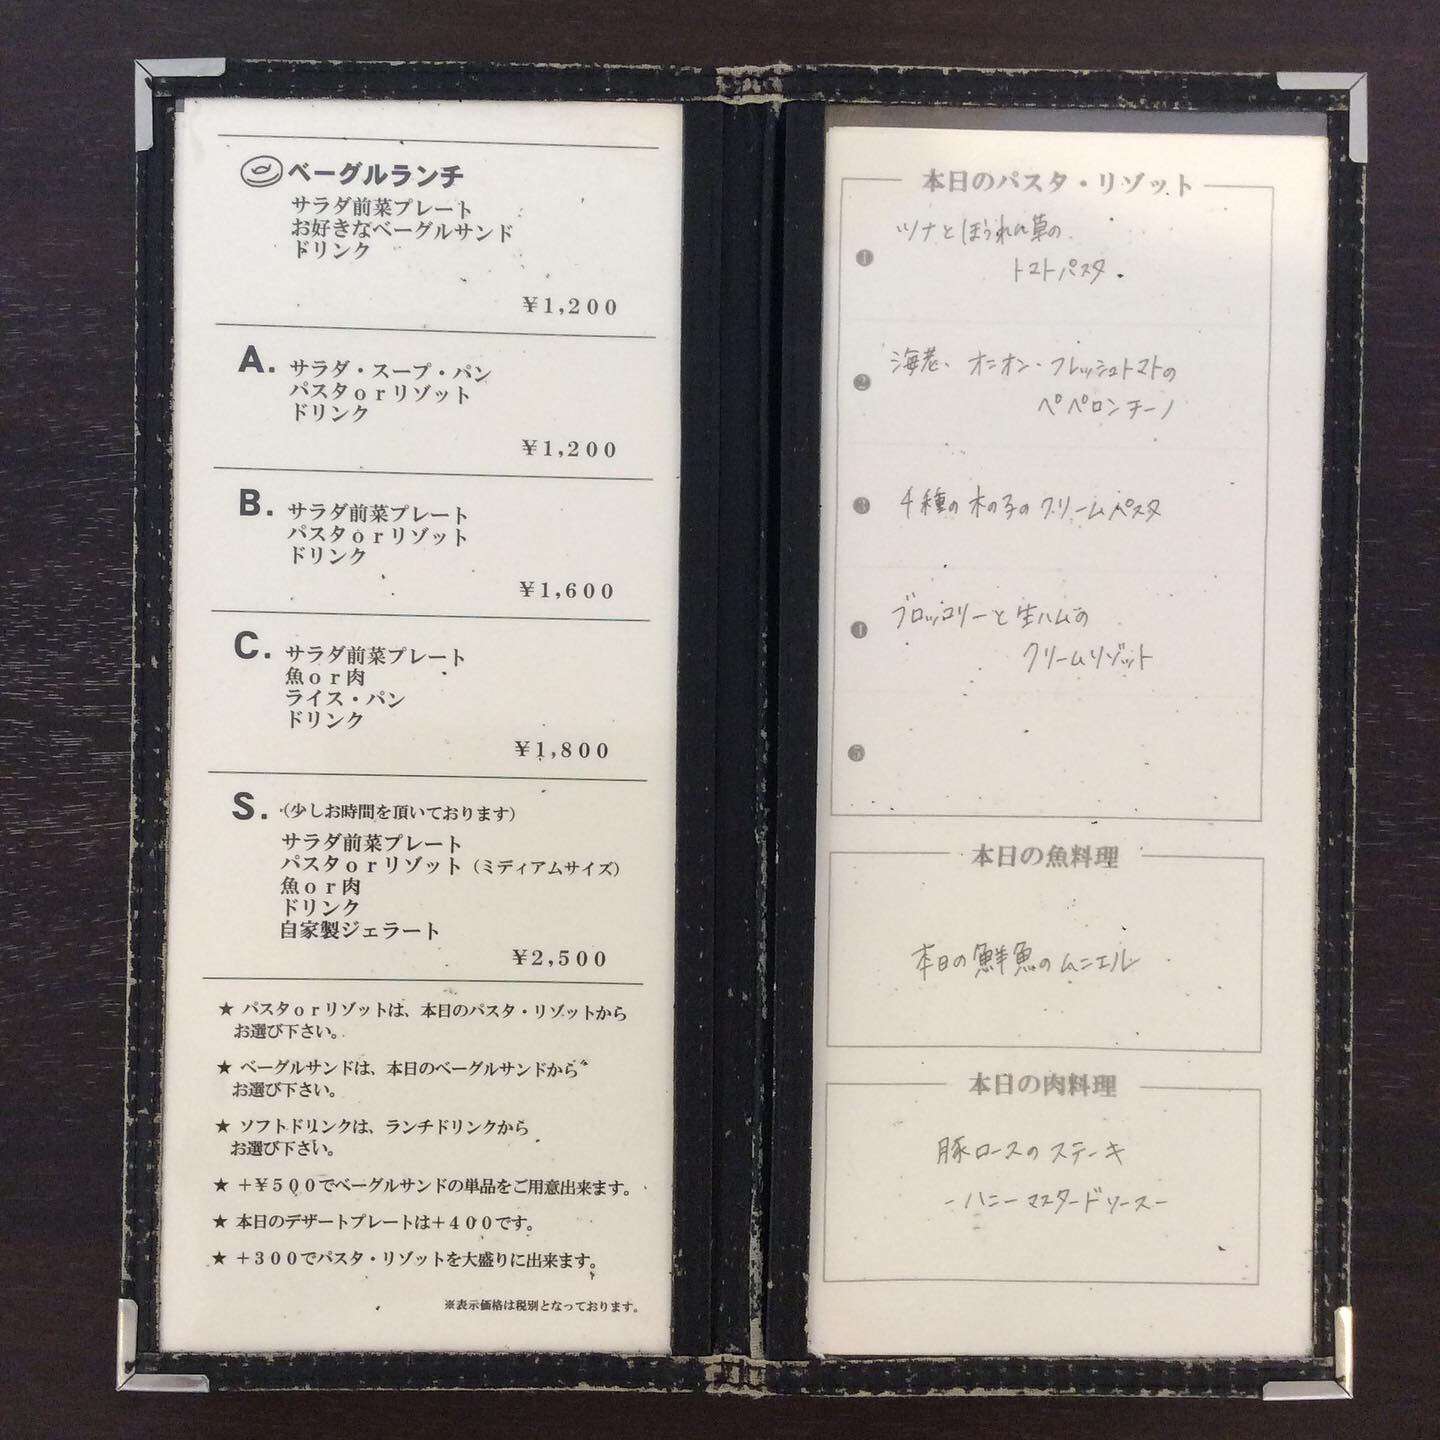 ベーグルランチ
サラダ前菜プレート
お好きなベーグルサンド
ドリンク
¥1,200
A.
サラダ・スープ・パン
パスタorリゾット
ドリンク
¥1,200
B.
サラダ前菜プレート
パスタorリゾット
ドリンク
¥1,600
C.
サラダ前菜プレート
魚or肉
ライス・パン
ドリンク
¥1,800
S.(少しお時間を頂いております)
サラダ前菜プレート
パスタorリゾット(ミディアムサイズ)
魚or肉
ドリンク
自家製ジェラート
¥2,500
★ パスタorリゾットは、本日のパスタ・リゾットから
お選び下さい。
★ ベーグルサンドは、本日のベーグルサンドから
お選び下さい。
★ ソフトドリンクは、ランチドリンクから
お選び下さい。
★ +¥500でベーグルサンドの単品をご用意出来ます。
★ 本日のデザートプレートは+400です。
★ +300でパスタ・リゾットを大盛りに出来ます。
※表示価格は税別となっております。
本日のパスタ・リゾット
❶ ツナとほうれん草の
トマトパスタ
❷ 海老、オニオン・フレッシュトマトの
ペペロンチーノ
❸ 4種の木の子のクリームパスタ
❹ ブロッコリーと生ハムの
クリームリゾット
❺
本日の魚料理
本日の鮮魚のムニエル
本日の肉料理
豚ロースのステーキ
-ハニーマスタードソース-